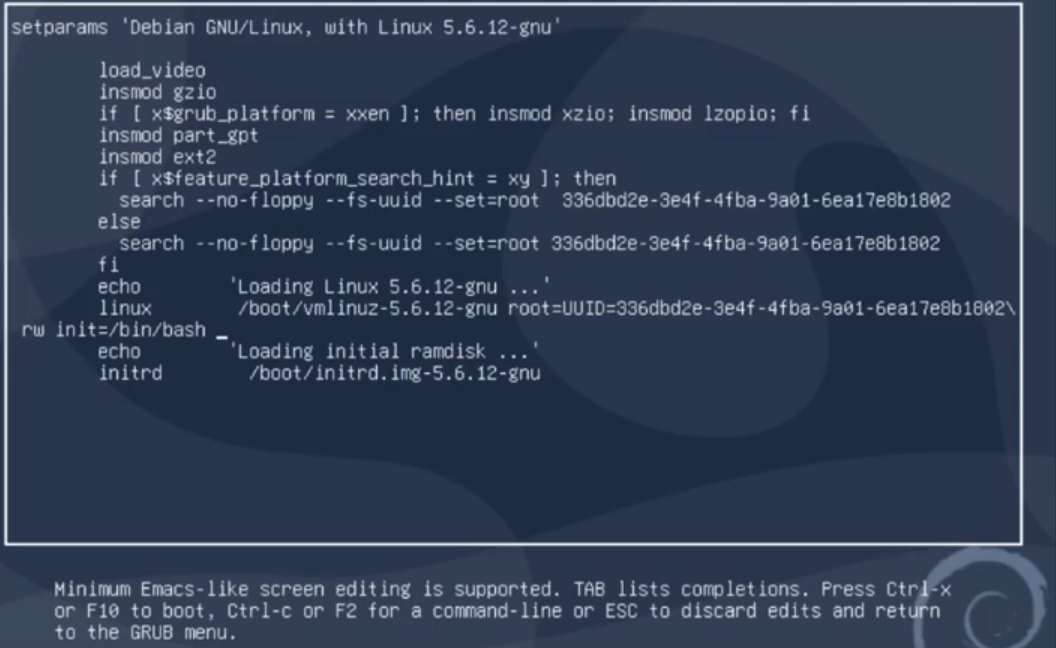 setparams 'Debian GNU/Linux, with Linux 5.6.12-gnu'
load_video
insmod gzio
if [ x$grub_platform = xxen ]; then insmod xzio; insmod lzopio; fi
insmod part_gpt
insmod ext2
if [ x$feature_platform_search_hint = xy ]; then
search --no-floppy --fs-uuid --set=root  336dbd2e-3e4f-4fba-9a01-6ea17e8b1802
else
search --no-floppy --fs-uuid --set=root 336dbd2e-3e4f-4fba-9a01-6ea17e8b1802
fi
echo 'Loading Linux 5.6.12-gnu ...'
linux /boot/vmlinuz-5.6.12-gnu root=UUID=336dbd2e-3e4f-4fba-9a01-6ea17e8b1802\
rw init=/bin/bash _
echo 'Loading initial ramdisk ...'
initrd /boot/initrd.img-5.6.12-gnu
Minimum Emacs-like screen editing is supported. TAB lists completions. Press Ctrl-x
or F10 to boot, Ctrl-c or F2 for a command-line or ESC to discard edits and return
to the GRUB menu.